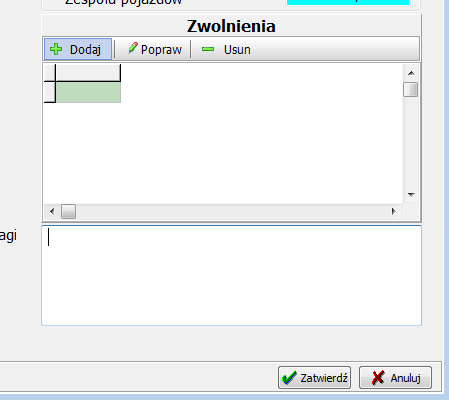 Zespołu pojazdów
Zwolnienia
Dodaj Popraw Usun
agi
Zatwierdź Anuluj